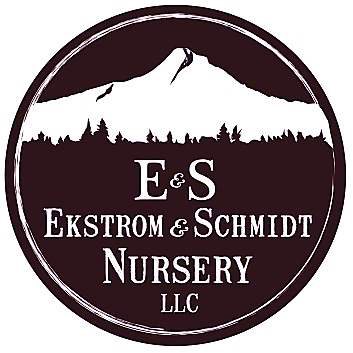 E&S
EKSTROM & SCHMIDT
NURSERY
LLC